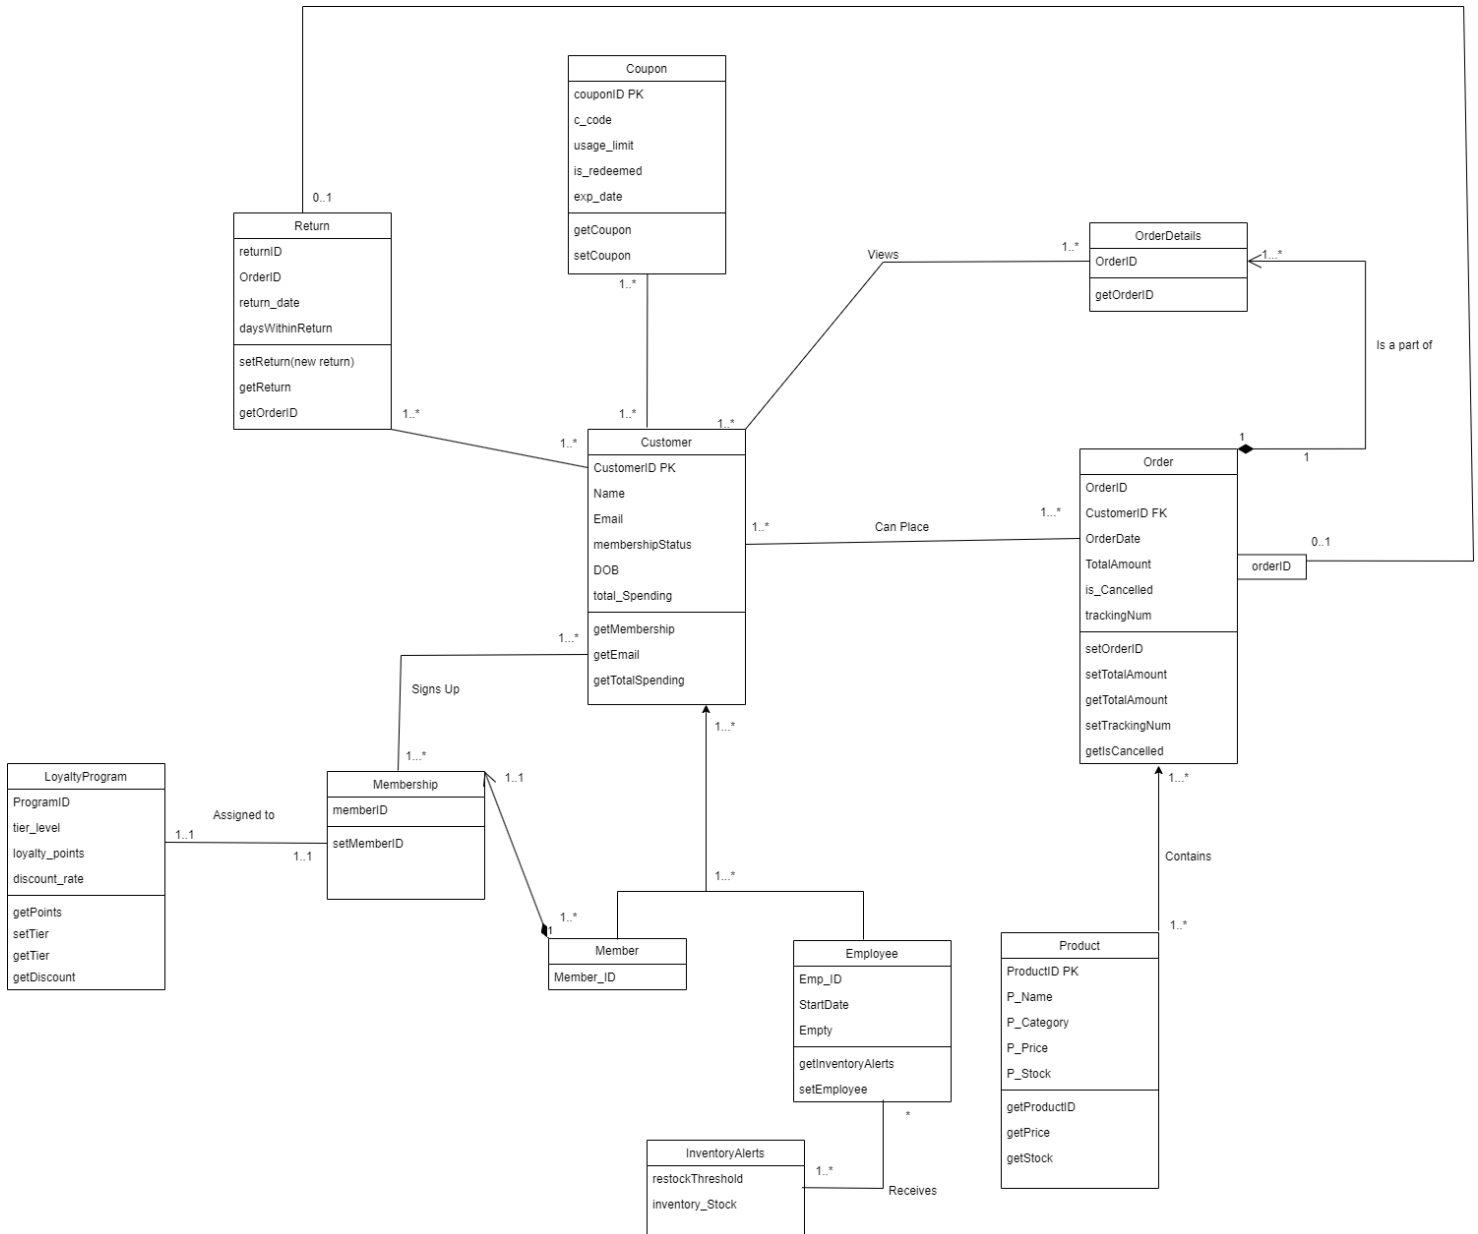 Coupon
couponID PK
c_code
usage_limit
is_redeemed
exp_date
getCoupon
setCoupon
1..*
1..*
0..1
Return
returnID
OrderID
return_date
daysWithinReturn
setReturn(new return)
getReturn
getOrderID
1..*
1..*
Views
1..*
1..*
OrderDetails
OrderID
getOrderID
1...*
Is a part of
1
1
Customer
CustomerID PK
Name
Email
membershipStatus
DOB
total_Spending
getMembership
getEmail
getTotalSpending
1..*
Can Place
1...*
Order
OrderID
CustomerID FK
OrderDate
TotalAmount
is_Cancelled
trackingNum
setOrderID
setTotalAmount
getTotalAmount
setTrackingNum
getIsCancelled
orderID
0..1
1...*
Signs Up
1...*
1...*
1...*
LoyaltyProgram
ProgramID
tier_level
loyalty_points
discount_rate
getPoints
setTier
getTier
getDiscount
Assigned to
1..1
1..1
Membership
memberID
setMemberID
1..1
1..*
1
Member
Member_ID
Employee
Emp_ID
StartDate
Empty
getInventoryAlerts
setEmployee
*
1..*
Receives
InventoryAlerts
restockThreshold
inventory_Stock
1...*
Contains
1..*
Product
ProductID PK
P_Name
P_Category
P_Price
P_Stock
getProductID
getPrice
getStock